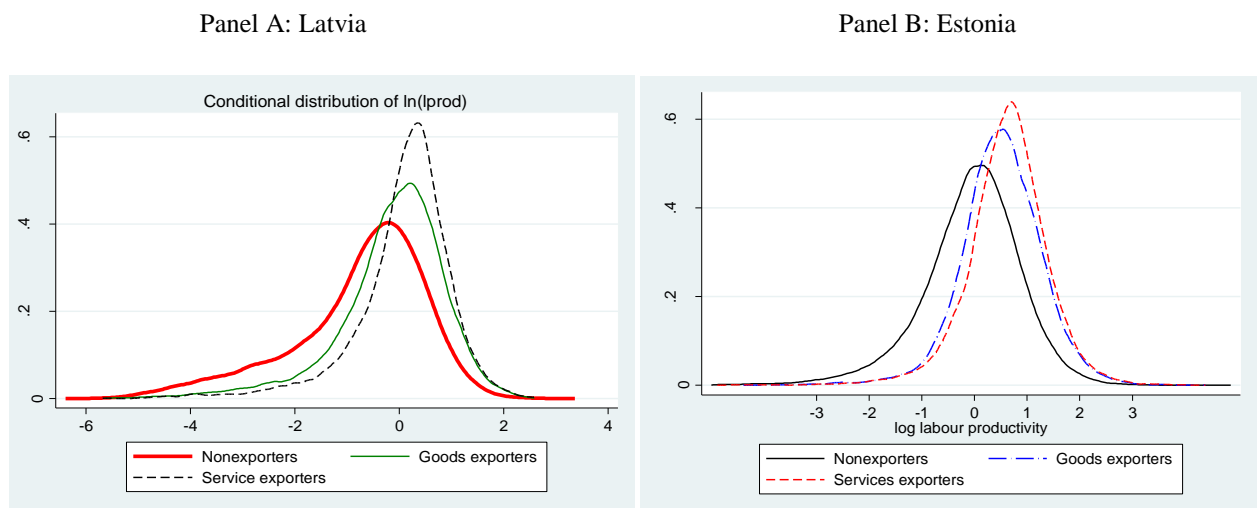 Panel A: Latvia
Panel B: Estonia
Conditional distribution of ln(lprod)
.6
.4
.2
0
-6 -4 -2 0 2 4
Nonexporters Goods exporters
Service exporters
.6
.4
.2
0
-3 -2 -1 0 1 2 3
log labour productivity
Nonexporters Goods exporters
Services exporters